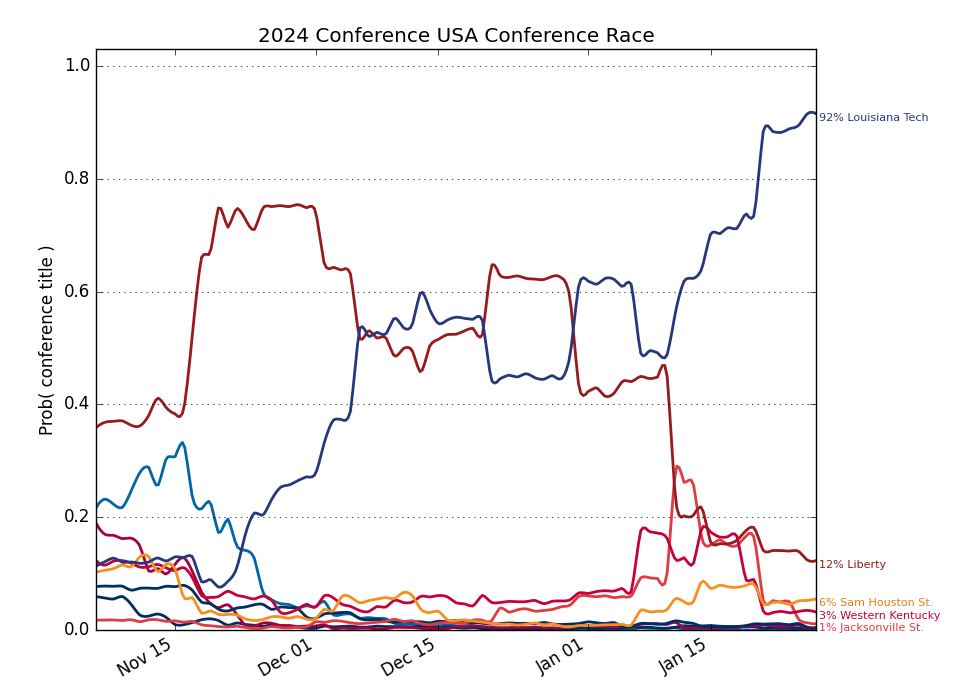 2024 Conference USA Conference Race
1.0
0.8
0.6
0.4
0.2
0.0
Prob( conference title )
Nov 15
Dec 01
Dec 15
Jan 01
Jan 15
92% Louisiana Tech
12% Liberty
6% Sam Houston St.
3% Western Kentucky
1% Jacksonville St.